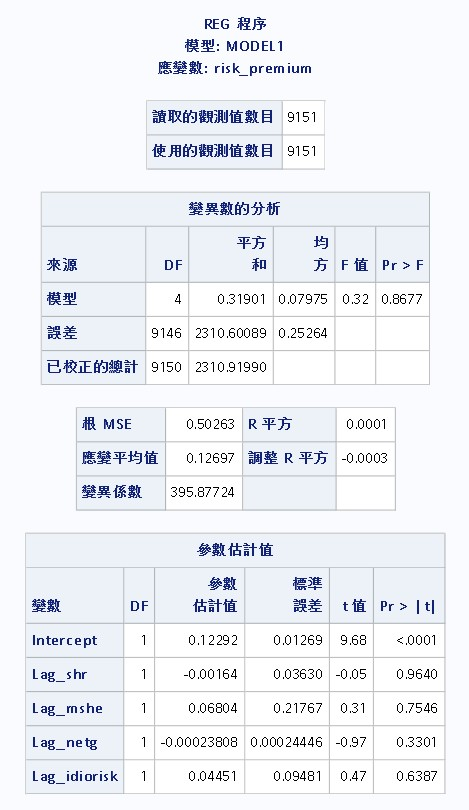 REG 程序
模型: MODEL1
應變數: risk_premium
讀取的觀測值數目 9151
使用的觀測值數目 9151
變異數的分析
來源 DF 平方和 均方 F 值 Pr > F
模型 4 0.31901 0.07975 0.32 0.8677
誤差 9146 2310.60089 0.25264
已校正的總計 9150 2310.91990
根 MSE 0.50263 R 平方 0.0001
應變平均值 0.12697 調整 R 平方 -0.0003
變異係數 395.87724
參數估計值
變數 DF 參數估計值 標準誤差 t 值 Pr > |t|
Intercept 1 0.12292 0.01269 9.68 <.0001
Lag_shr 1 -0.00164 0.03630 -0.05 0.9640
Lag_mshe 1 0.06804 0.21767 0.31 0.7546
Lag_netg 1 -0.00023808 0.00024446 -0.97 0.3301
Lag_idiorisk 1 0.04451 0.09481 0.47 0.6387